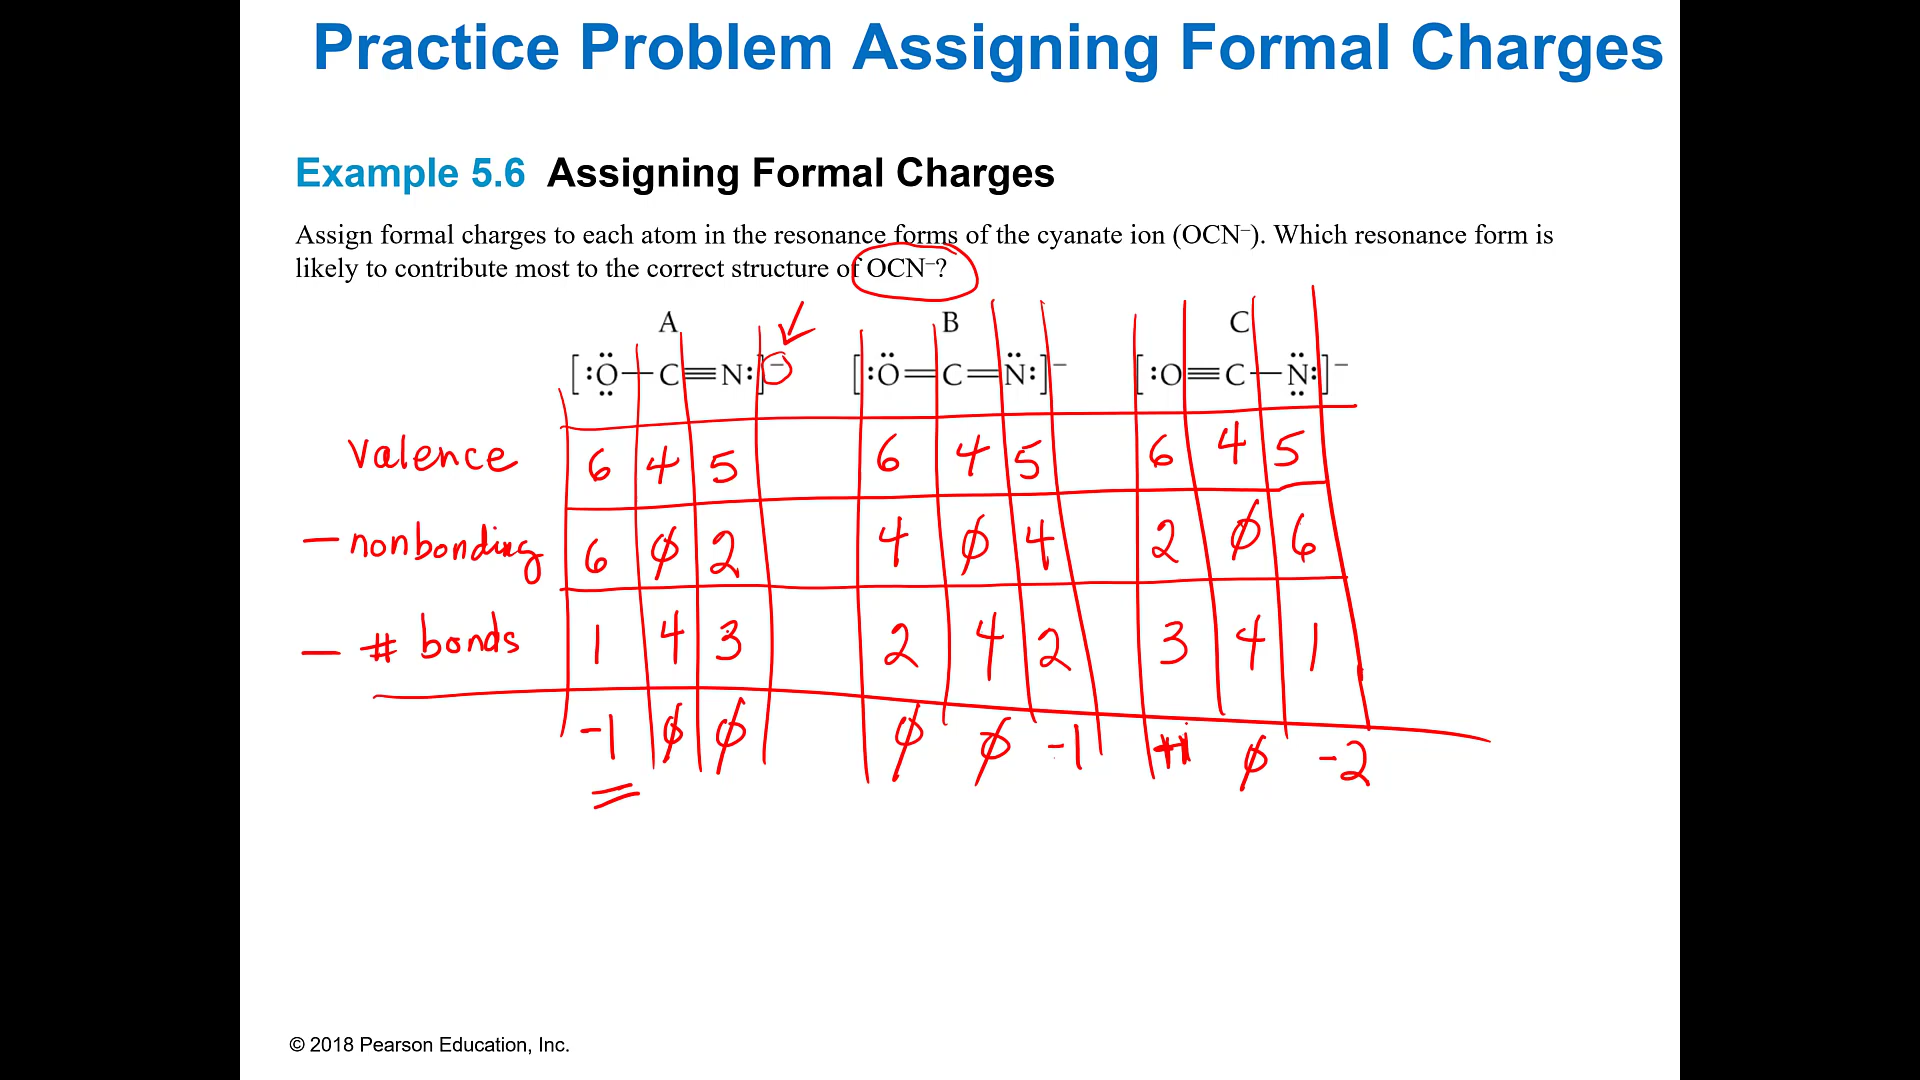 Practice Problem Assigning Formal Charges
Example 5.6 Assigning Formal Charges
Assign formal charges to each atom in the resonance forms of the cyanate ion (OCN⁻). Which resonance form is
likely to contribute most to the correct structure of OCN⁻?
A B C
[:Ö—C≡N:]⁻ [:Ö=C=N̈:]⁻ [:O≡C—N̈:]⁻
Valence 6 4 5 6 4 5 6 4 5
— nonbonding 6 ∅ 2 4 ∅ 4 2 ∅ 6
— # bonds 1 4 3 2 4 2 3 4 1
-1 ∅ ∅ ∅ ∅ -1 +1 ∅ -2
© 2018 Pearson Education, Inc.